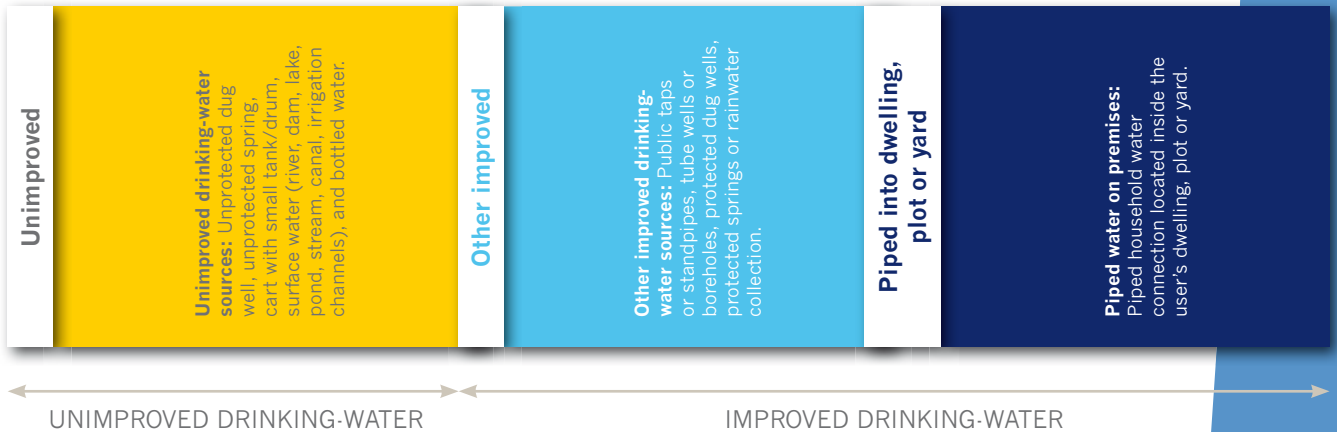 Unimproved
Unimproved drinking-water
sources: Unprotected dug
well, unprotected spring,
cart with small tank/drum,
surface water (river, dam, lake,
pond, stream, canal, irrigation
channels), and bottled water.
Other improved
Other improved drinking-
water sources: Public taps
or standpipes, tube wells or
boreholes, protected dug wells,
protected springs or rainwater
collection.
Piped into dwelling,
plot or yard
Piped water on premises:
Piped household water
connection located inside the
user’s dwelling, plot or yard.
UNIMPROVED DRINKING-WATER
IMPROVED DRINKING-WATER